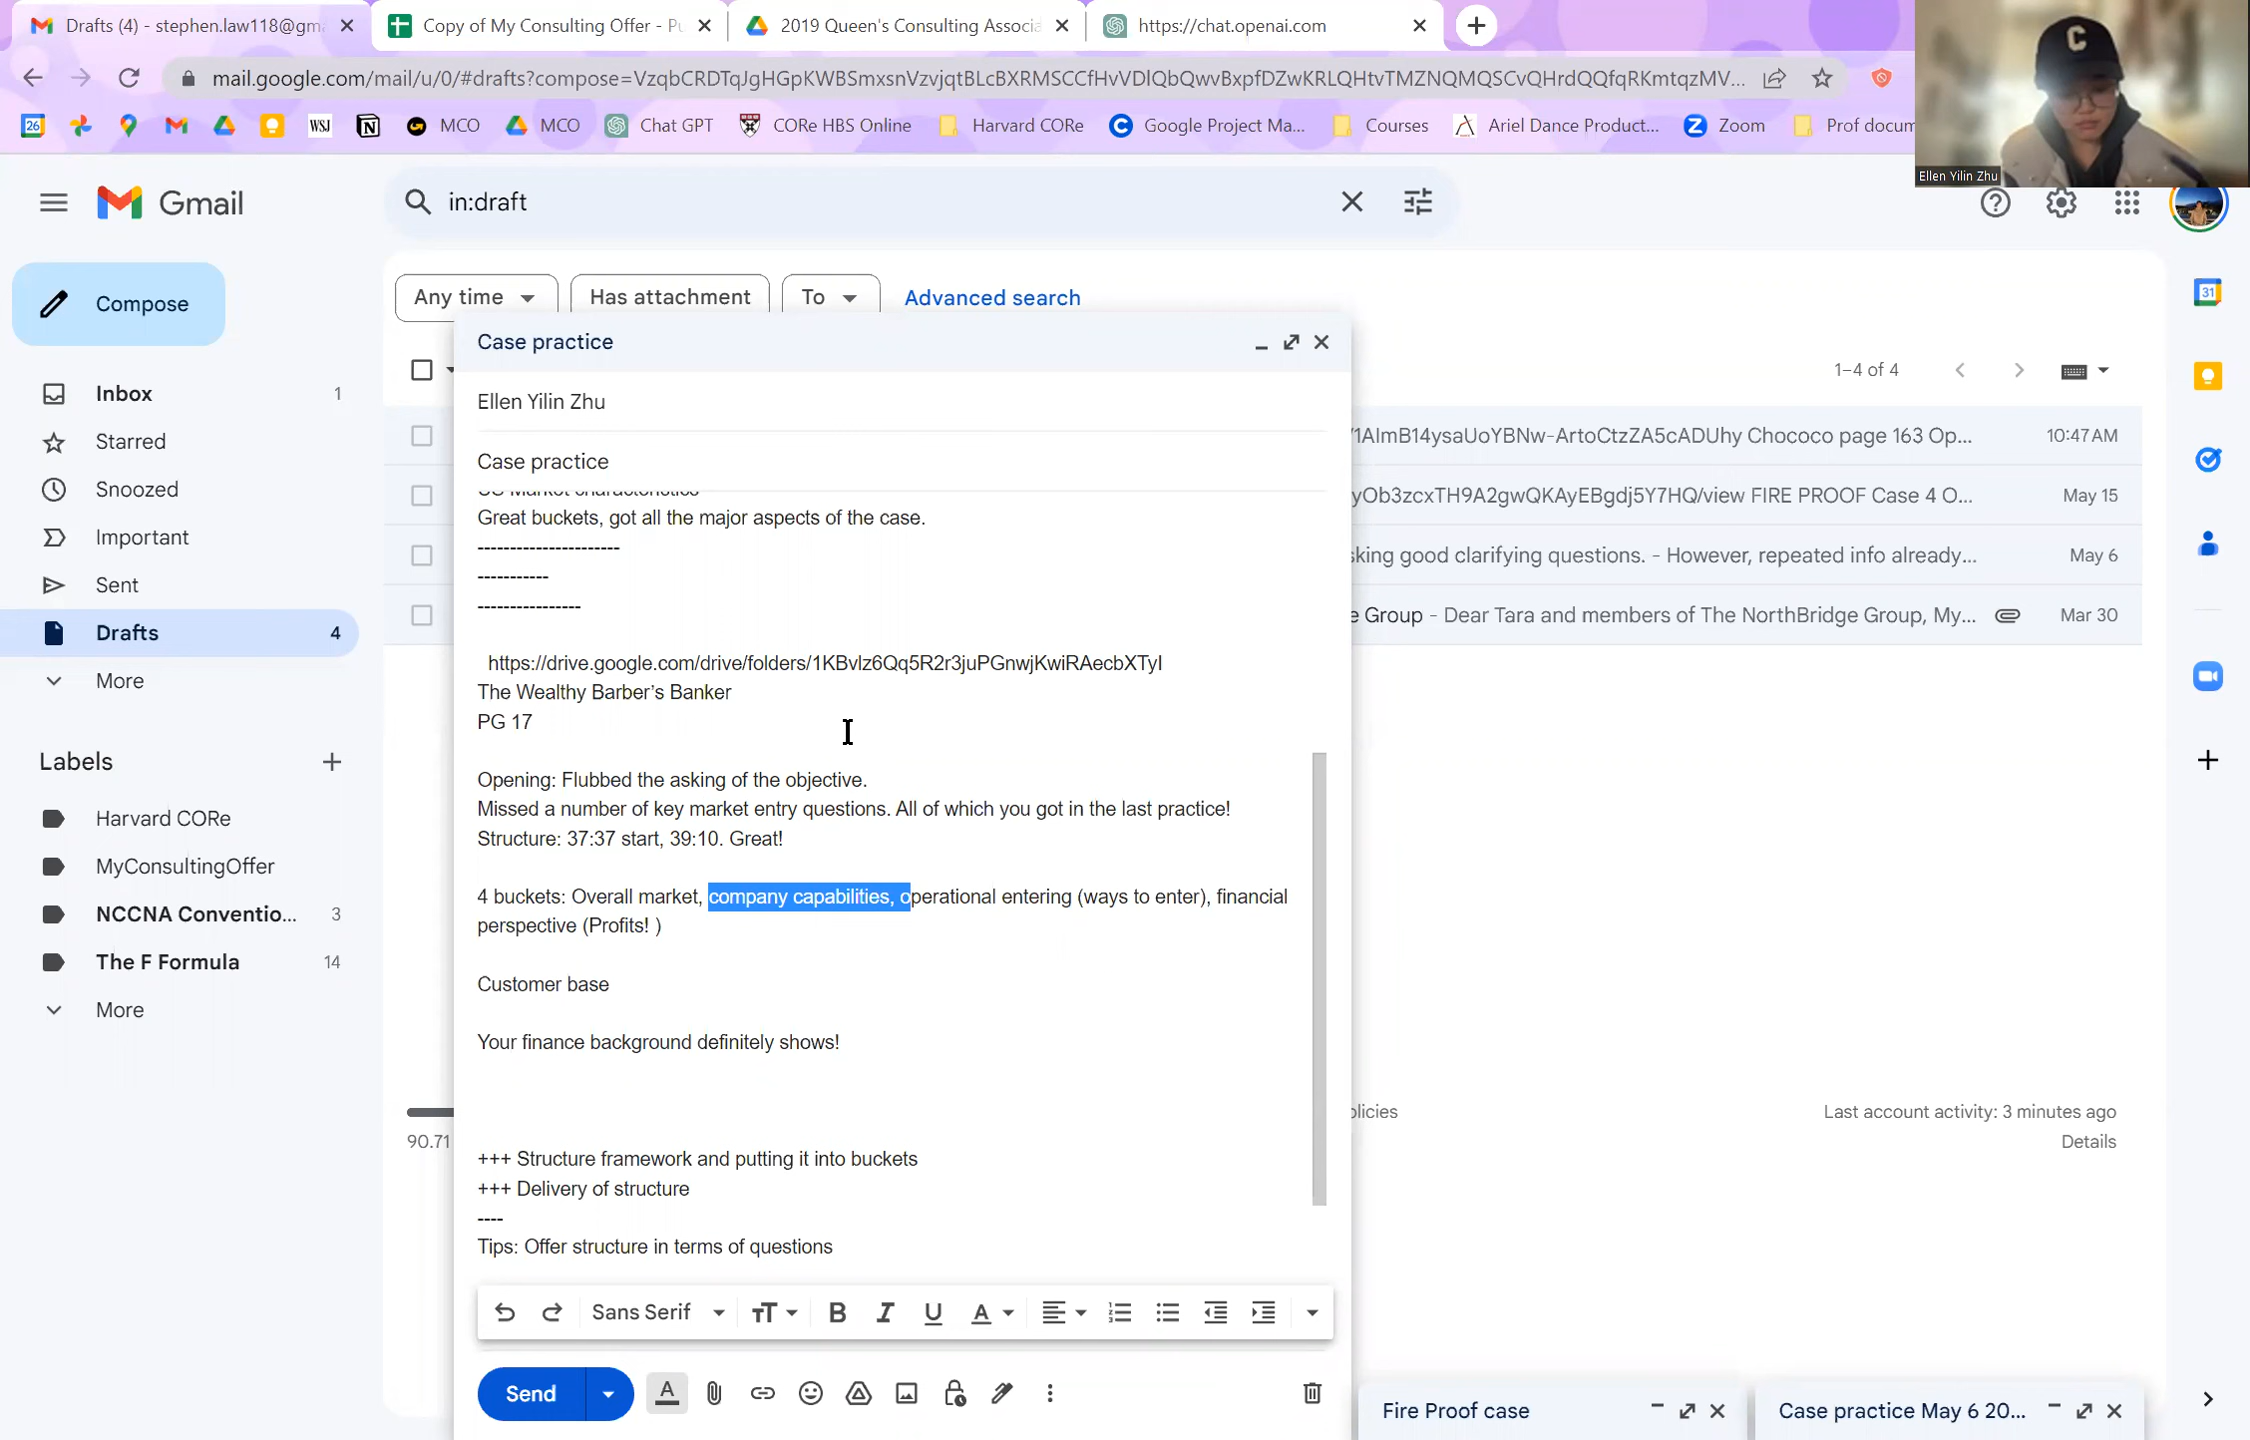 Drafts (4) - stephen.law118@gm
Copy of My Consulting Offer - Pu
2019 Queen's Consulting Associa
https://chat.openai.com
mail.google.com/mail/u/0/#drafts?compose=VzqbCRDTqJgHGpKWBSmxsnVzvjqtBLcBXRMSCCfHvVDlQbQwvBxpfDZwKRLQHtvTMZNQMQSCvQHrdQQfqRKmtqzMV...
26
WSJ
MCO
MCO
Chat GPT
CORe HBS Online
Harvard CORe
Google Project Ma...
Courses
Ariel Dance Product...
Zoom
Prof docum
C
Ellen Yilin Zhu
Gmail
in:draft
Compose
Any time
Has attachment
To
Advanced search
Inbox 1
Starred
Snoozed
Important
Sent
Drafts 4
More
Labels
Harvard CORe
MyConsultingOffer
NCCNA Conventio... 3
The F Formula 14
More
1–4 of 4
31
/1AlmB14ysaUoYBNw-ArtoCtzZA5cADUhy Chococo page 163 Op... 10:47 AM
yOb3zcxTH9A2gwQKAyEBgdj5Y7HQ/view FIRE PROOF Case 4 O... May 15
sking good clarifying questions. - However, repeated info already... May 6
e Group - Dear Tara and members of The NorthBridge Group, My... Mar 30
Case practice
Ellen Yilin Zhu
Case practice
US Market characteristics
Great buckets, got all the major aspects of the case.
----------------------
-----------
----------------
https://drive.google.com/drive/folders/1KBvlz6Qq5R2r3juPGnwjKwiRAecbXTyI
The Wealthy Barber's Banker
PG 17
Opening: Flubbed the asking of the objective.
Missed a number of key market entry questions. All of which you got in the last practice!
Structure: 37:37 start, 39:10. Great!
4 buckets: Overall market, company capabilities, operational entering (ways to enter), financial
perspective (Profits! )
Customer base
Your finance background definitely shows!
+++ Structure framework and putting it into buckets
+++ Delivery of structure
----
Tips: Offer structure in terms of questions
Sans Serif
Send
90.71
olicies
Last account activity: 3 minutes ago
Details
Fire Proof case
Case practice May 6 20...